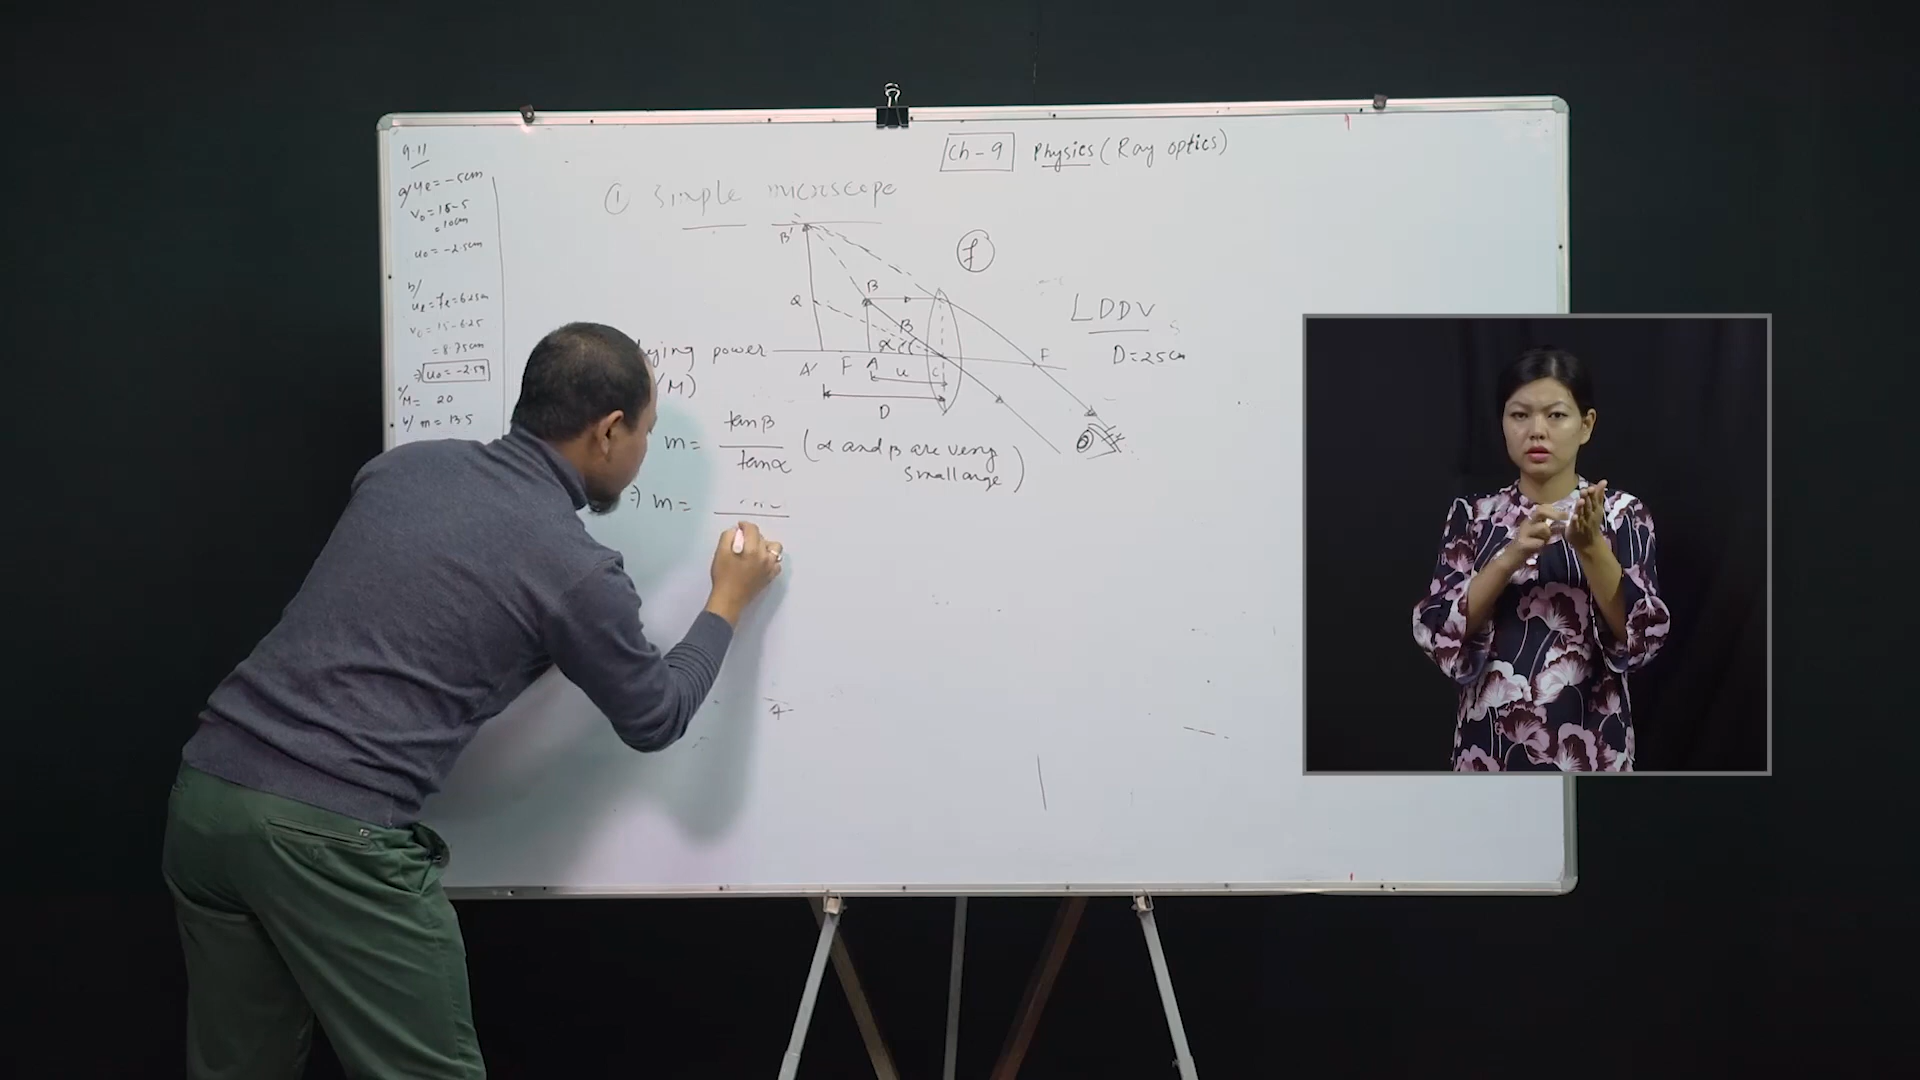 Ch-9 Physics (Ray optics)
① Simple microscope
9.11
a/ ue = -5cm
v₀ = 15-5
= 10cm
u₀ = -2.5cm
b/
ue = fe = 6.25cm
v₀ = 15-6.25
= 8.75cm
⇒ u₀ = -2.59
a/
M = 20
b/ m = 13.5
B'
f
Q
B
β
α
A' F A u C F
D
LDDV
D = 25cm
power
/M)
m = tanβ / tanα (α and β are very
small ange)
⇒ m =